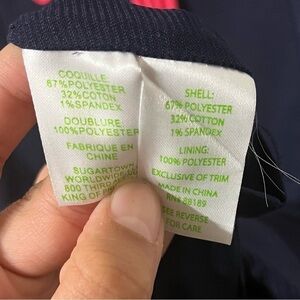 COQUILLE:
67% POLYESTER
32% COTON
1% SPANDEX
DOUBLURE:
100% POLYESTER
FABRIQUE EN
CHINE
SUGARTOWN
WORLDWIDE
800 THIRD
KING OF
SHELL:
67% POLYESTER
32% COTTON
1% SPANDEX
LINING:
100% POLYESTER
EXCLUSIVE OF TRIM
MADE IN CHINA
RN# 88189
SEE REVERSE
FOR CARE